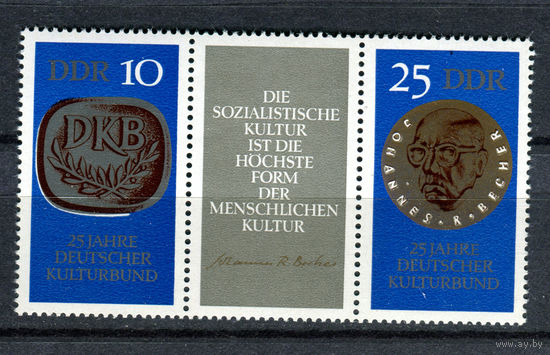 DDR 10
DKB
25 JAHRE
DEUTSCHER
KULTURBUND
DIE
SOZIALISTISCHE
KULTUR
IST DIE
HÖCHSTE
FORM
DER
MENSCHLICHEN
KULTUR
Johannes R. Becher
25 DDR
JOHANNES · R · BECHER
25 JAHRE
DEUTSCHER
KULTURBUND
www.ay.by